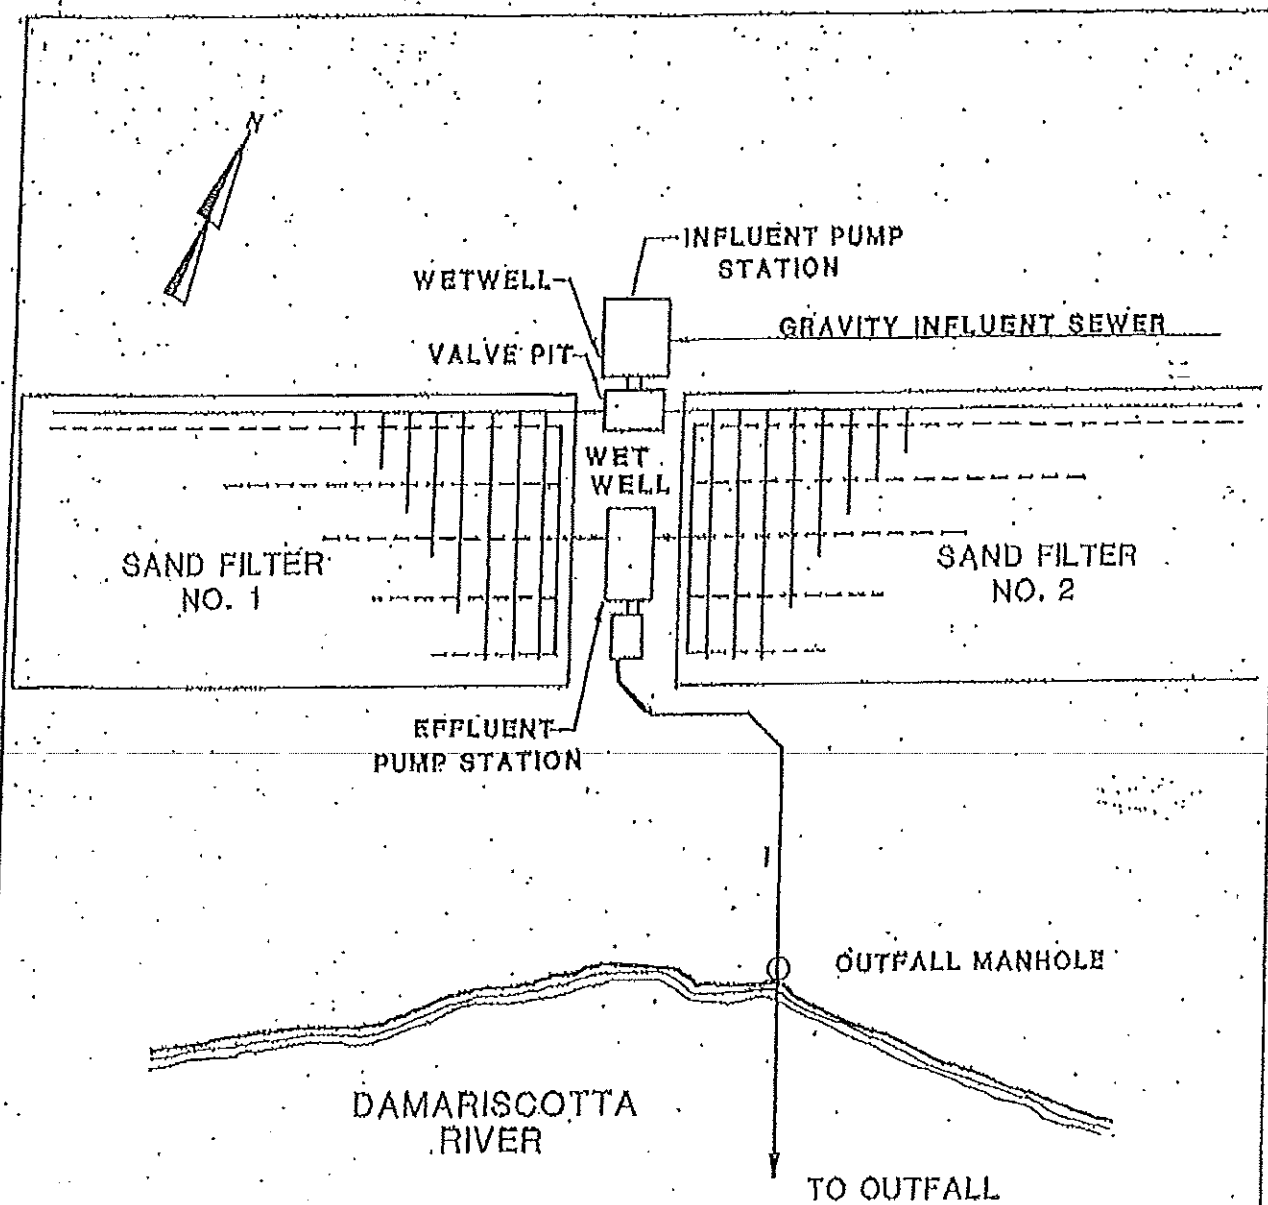 N
INFLUENT PUMP
STATION
WETWELL
GRAVITY INFLUENT SEWER
VALVE PIT
WET
WELL
SAND FILTER
NO. 1
SAND FILTER
NO. 2
EFFLUENT
PUMP STATION
OUTFALL MANHOLE
DAMARISCOTTA
RIVER
TO OUTFALL